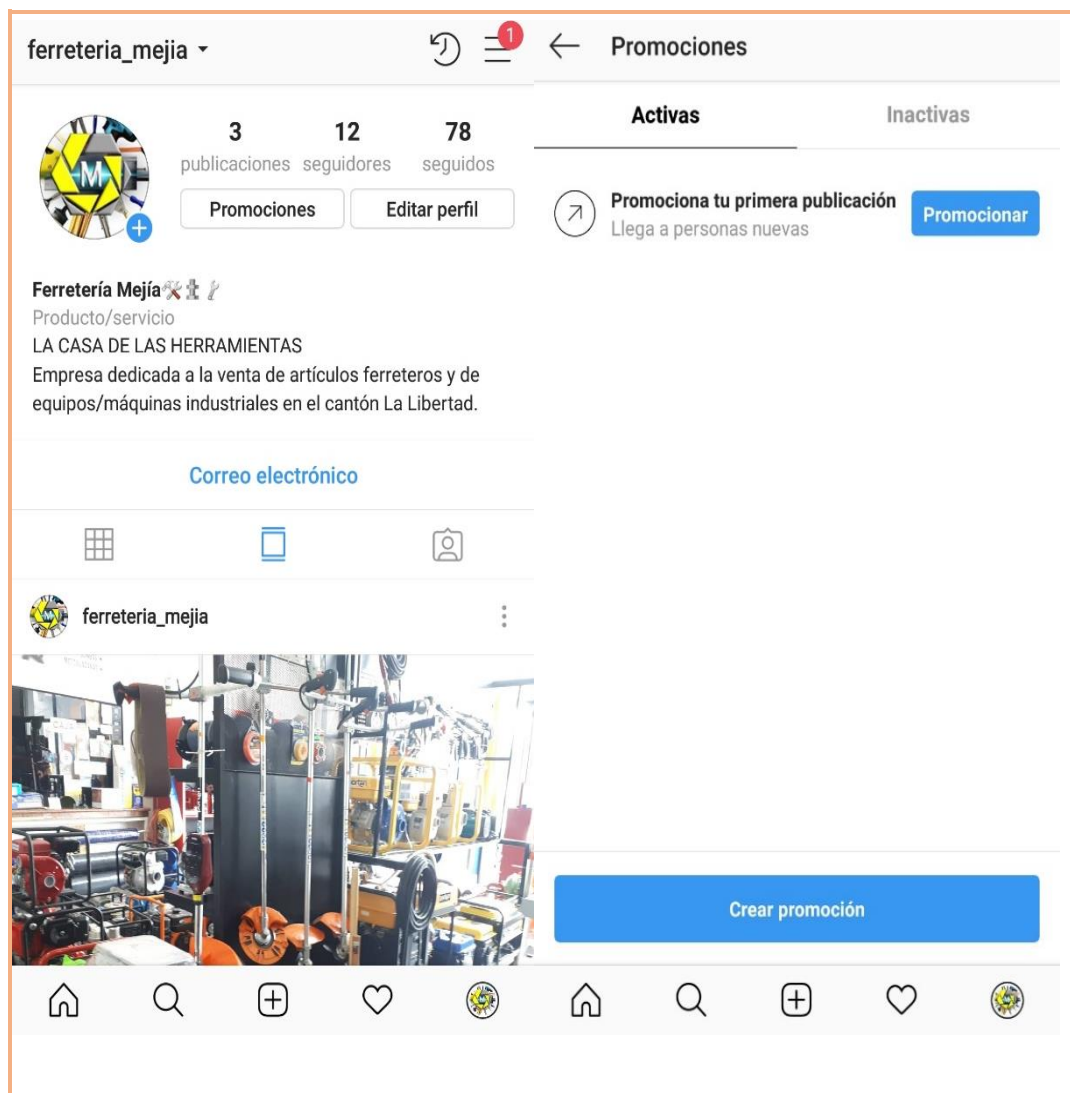 ferreteria_mejia
1
3 12 78
publicaciones seguidores seguidos
Promociones Editar perfil
M
Ferretería Mejía
Producto/servicio
LA CASA DE LAS HERRAMIENTAS
Empresa dedicada a la venta de artículos ferreteros y de
equipos/máquinas industriales en el cantón La Libertad.
Correo electrónico
ferreteria_mejia
Promociones
Activas Inactivas
Promociona tu primera publicación
Llega a personas nuevas
Promocionar
Crear promoción